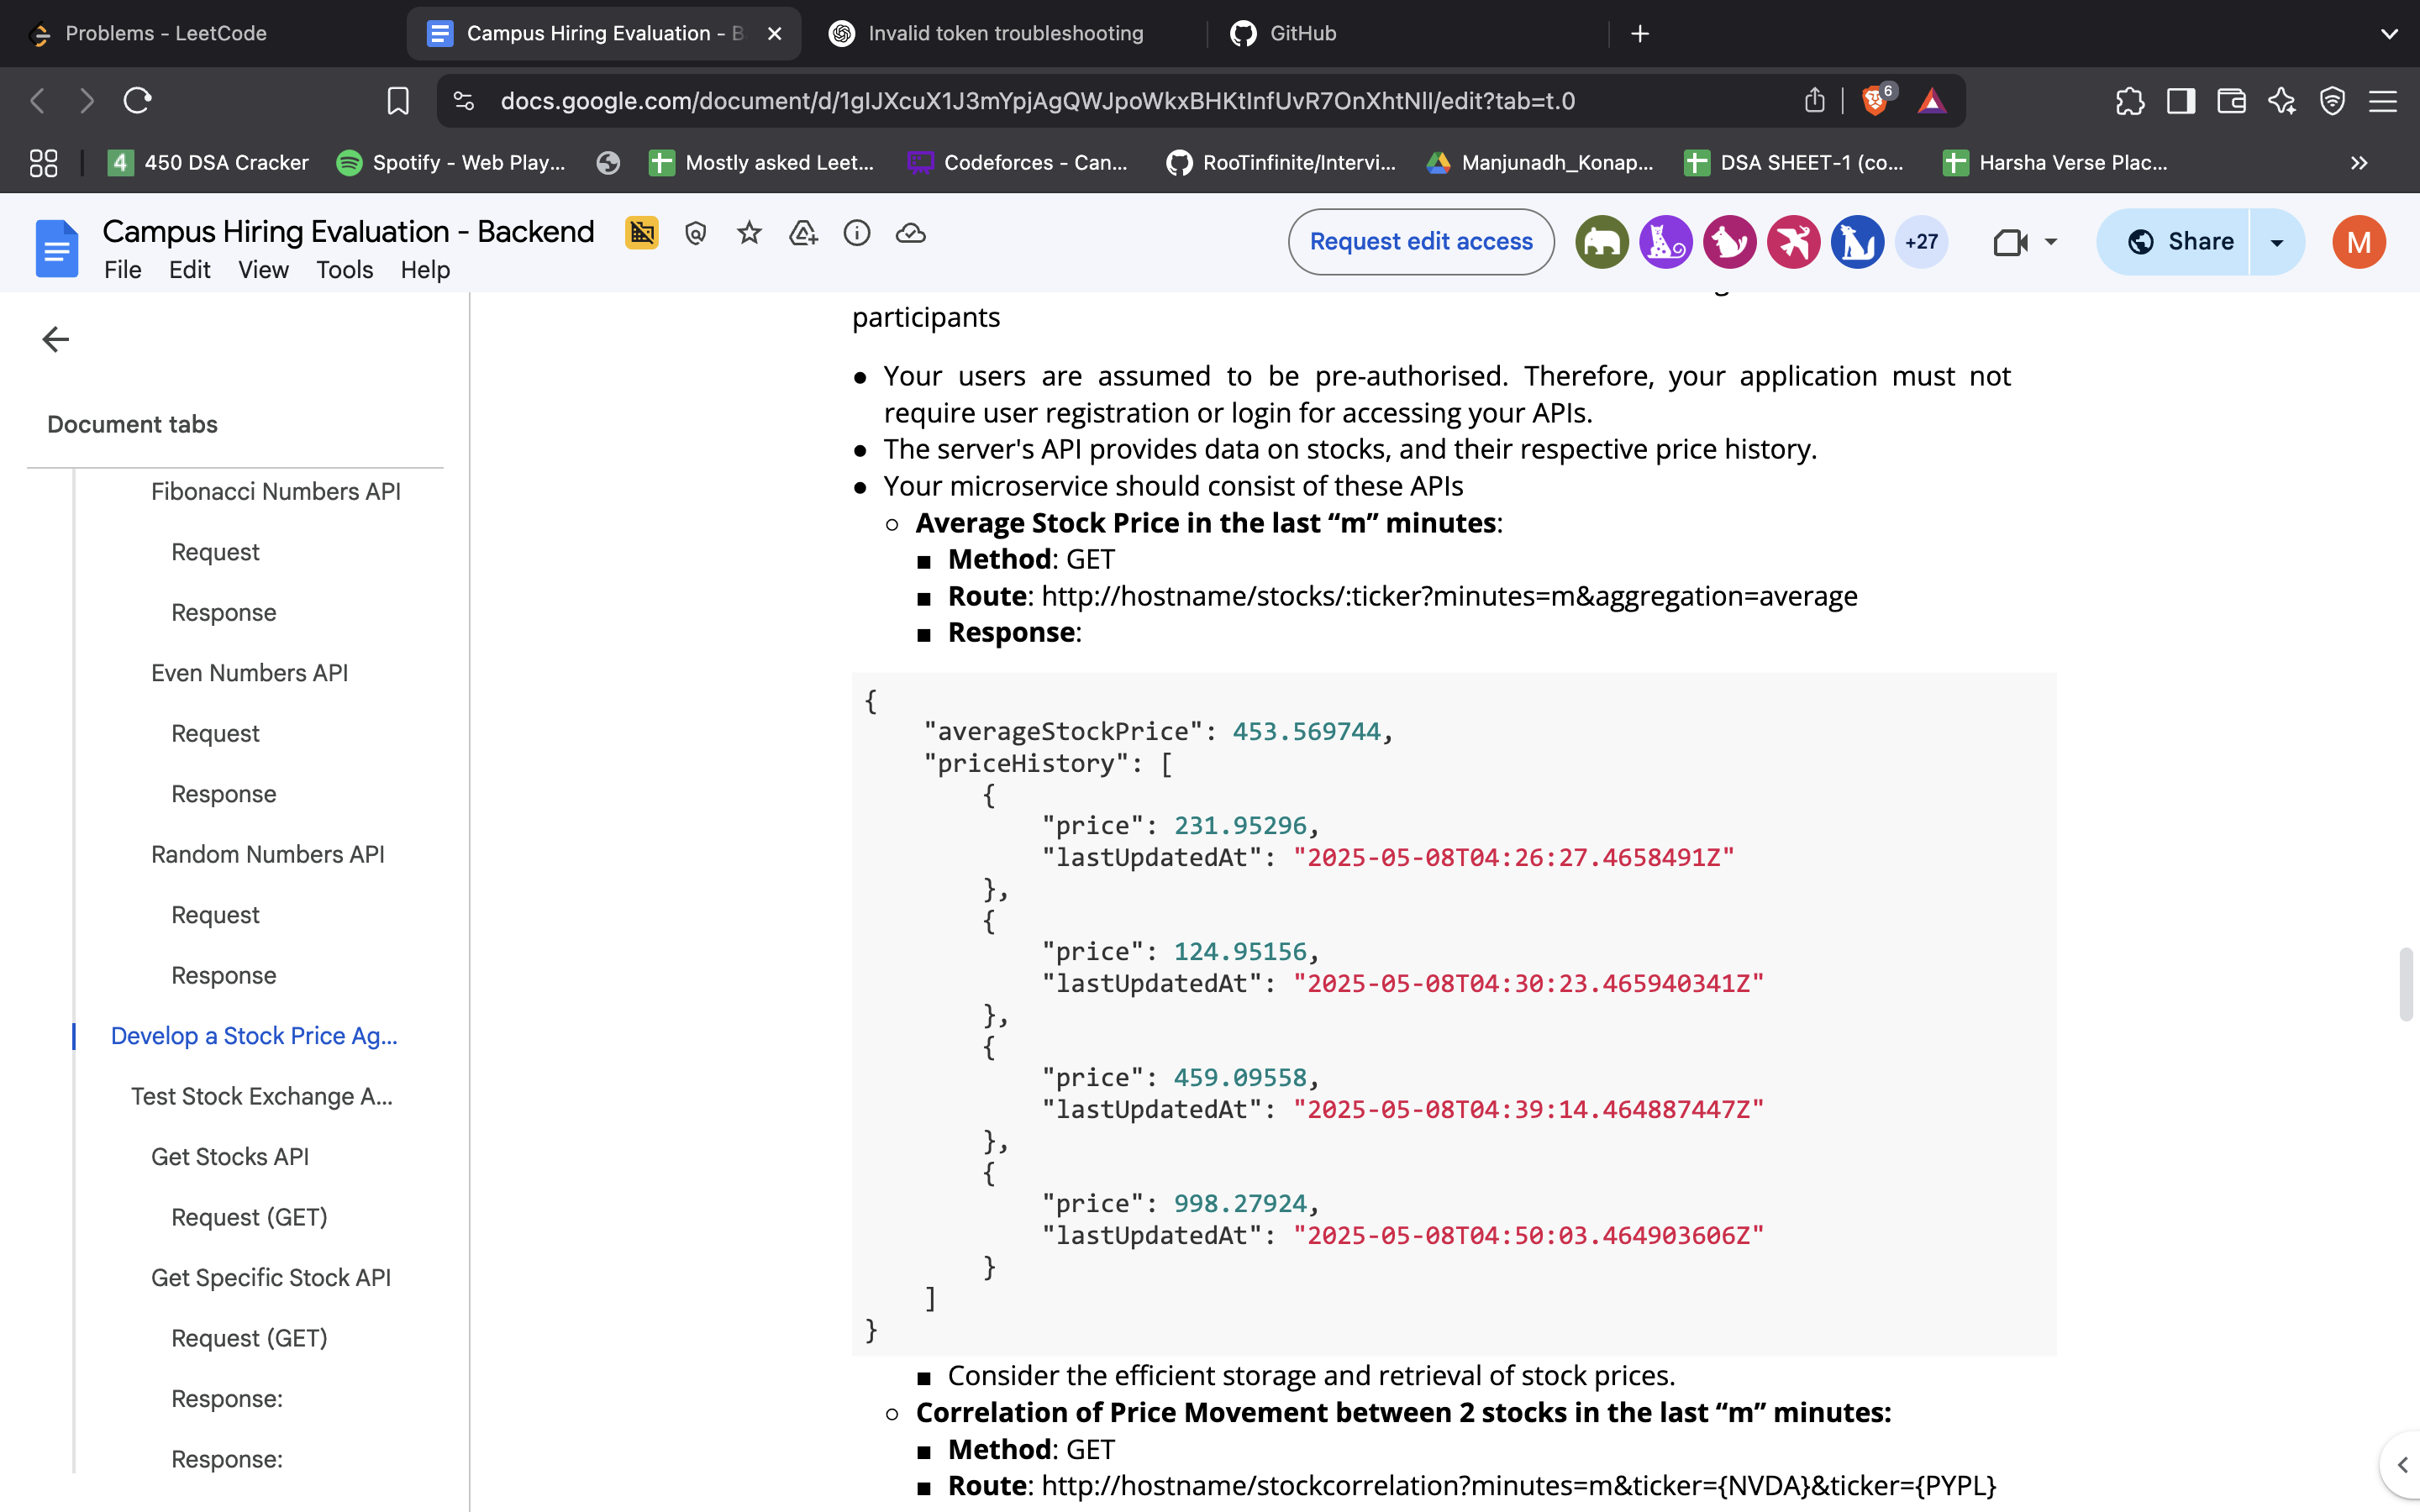 Problems - LeetCode
Campus Hiring Evaluation - B
Invalid token troubleshooting
GitHub
docs.google.com/document/d/1gIJXcuX1J3mYpjAgQWJpoWkxBHKtInfUvR7OnXhtNlI/edit?tab=t.0
6
4 450 DSA Cracker
Spotify - Web Play...
Mostly asked Leet...
Codeforces - Can...
RooTinfinite/Intervi...
Manjunadh_Konap...
DSA SHEET-1 (co...
Harsha Verse Plac...
Campus Hiring Evaluation - Backend
File Edit View Tools Help
Request edit access
+27
Share
M
Document tabs
Fibonacci Numbers API
Request
Response
Even Numbers API
Request
Response
Random Numbers API
Request
Response
Develop a Stock Price Ag...
Test Stock Exchange A...
Get Stocks API
Request (GET)
Get Specific Stock API
Request (GET)
Response:
Response:
participants
● Your users are assumed to be pre-authorised. Therefore, your application must not
require user registration or login for accessing your APIs.
● The server's API provides data on stocks, and their respective price history.
● Your microservice should consist of these APIs
○ Average Stock Price in the last “m” minutes:
■ Method: GET
■ Route: http://hostname/stocks/:ticker?minutes=m&aggregation=average
■ Response:
{
"averageStockPrice": 453.569744,
"priceHistory": [
{
"price": 231.95296,
"lastUpdatedAt": "2025-05-08T04:26:27.4658491Z"
},
{
"price": 124.95156,
"lastUpdatedAt": "2025-05-08T04:30:23.465940341Z"
},
{
"price": 459.09558,
"lastUpdatedAt": "2025-05-08T04:39:14.464887447Z"
},
{
"price": 998.27924,
"lastUpdatedAt": "2025-05-08T04:50:03.464903606Z"
}
]
}
■ Consider the efficient storage and retrieval of stock prices.
○ Correlation of Price Movement between 2 stocks in the last “m” minutes:
■ Method: GET
■ Route: http://hostname/stockcorrelation?minutes=m&ticker={NVDA}&ticker={PYPL}